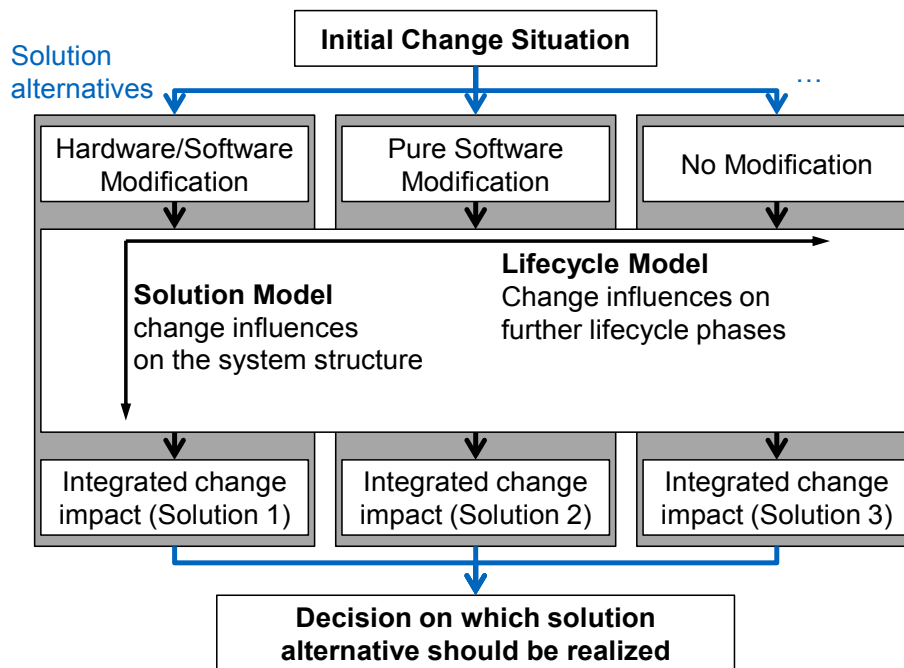 Initial Change Situation
Solution
alternatives
...
Hardware/Software
Modification
Pure Software
Modification
No Modification
Lifecycle Model
Change influences on
further lifecycle phases
Solution Model
change influences
on the system structure
Integrated change
impact (Solution 1)
Integrated change
impact (Solution 2)
Integrated change
impact (Solution 3)
Decision on which solution
alternative should be realized